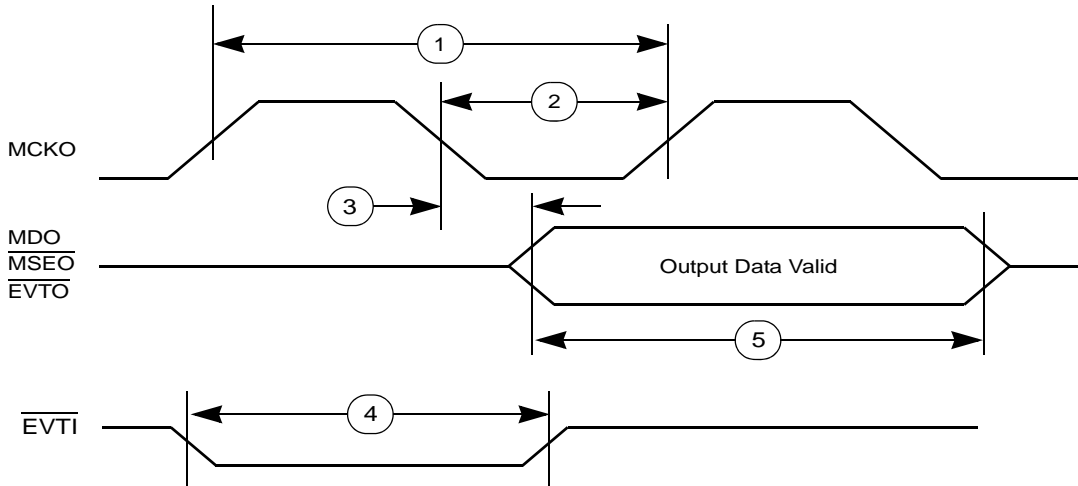 1
2
MCKO
3
MDO
MSEO
EVTO
Output Data Valid
5
4
EVTI